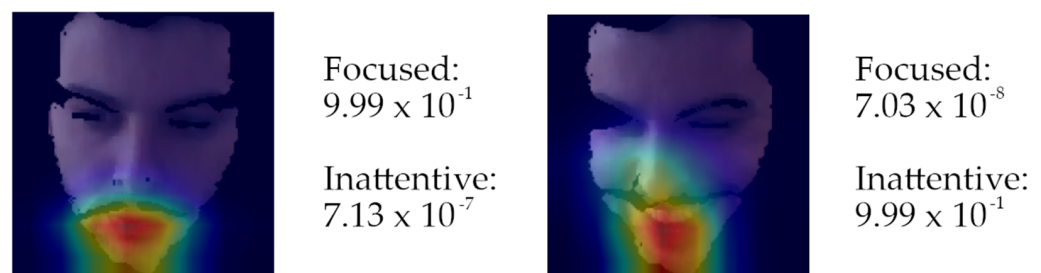 Focused:
9.99 x 10⁻¹
Inattentive:
7.13 x 10⁻⁷
Focused:
7.03 x 10⁻⁸
Inattentive:
9.99 x 10⁻¹